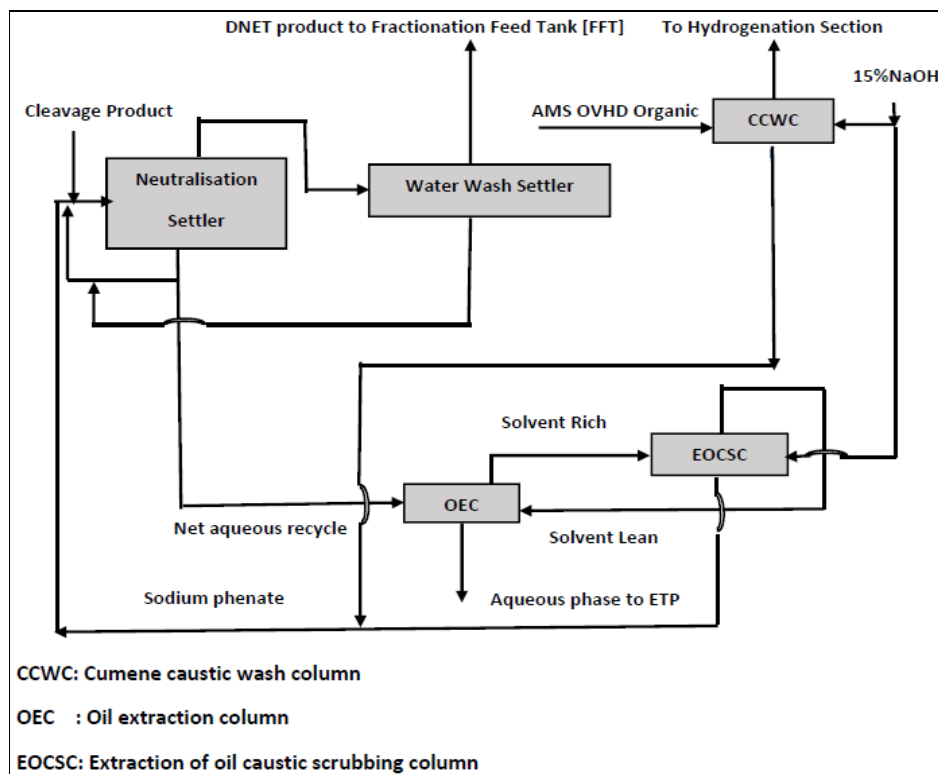 DNET product to Fractionation Feed Tank [FFT]
To Hydrogenation Section
15%NaOH
Cleavage Product
AMS OVHD Organic
CCWC
Neutralisation
Settler
Water Wash Settler
Solvent Rich
EOCSC
OEC
Net aqueous recycle
Solvent Lean
Sodium phenate
Aqueous phase to ETP
CCWC: Cumene caustic wash column
OEC : Oil extraction column
EOCSC: Extraction of oil caustic scrubbing column